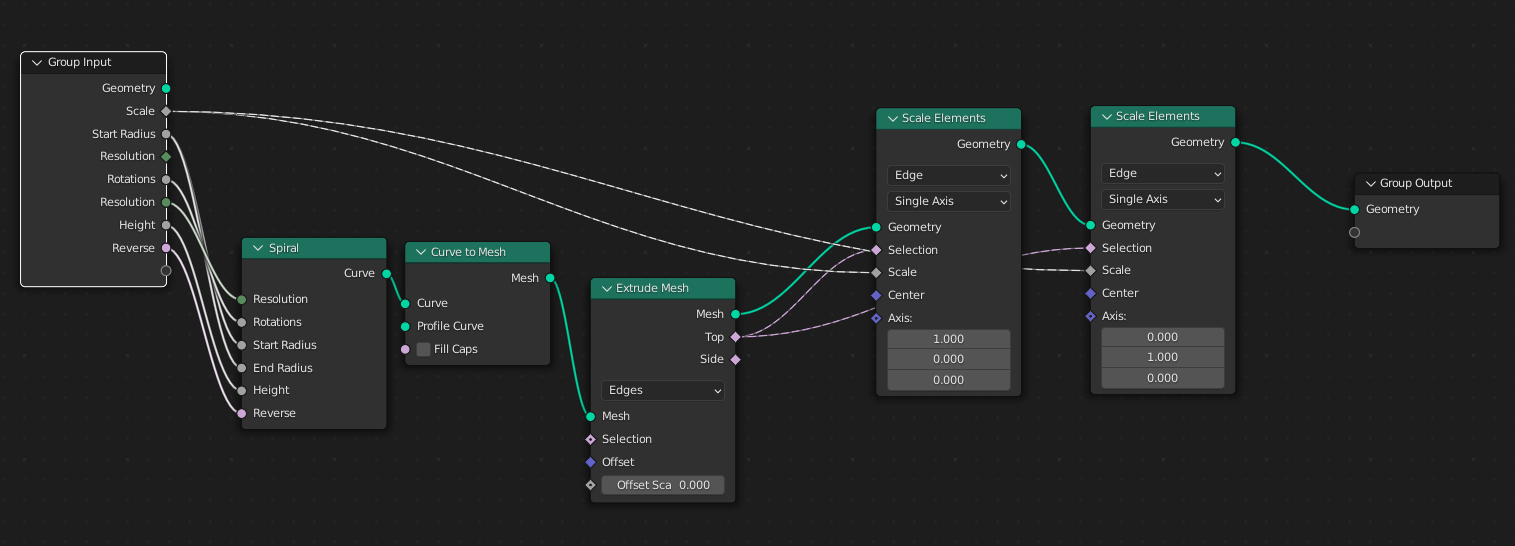 Group Input
Geometry
Scale
Start Radius
Resolution
Rotations
Resolution
Height
Reverse
Spiral
Curve
Resolution
Rotations
Start Radius
End Radius
Height
Reverse
Curve to Mesh
Mesh
Curve
Profile Curve
Fill Caps
Extrude Mesh
Mesh
Top
Side
Edges
Mesh
Selection
Offset
Offset Sca 0.000
Scale Elements
Geometry
Edge
Single Axis
Geometry
Selection
Scale
Center
Axis:
1.000
0.000
0.000
Scale Elements
Geometry
Edge
Single Axis
Geometry
Selection
Scale
Center
Axis:
0.000
1.000
0.000
Group Output
Geometry